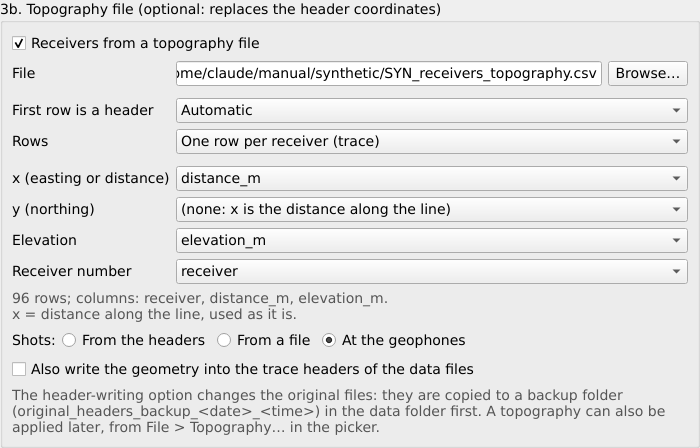 3b. Topography file (optional: replaces the header coordinates)
Receivers from a topography file
File ome/claude/manual/synthetic/SYN_receivers_topography.csv Browse...
First row is a header Automatic
Rows One row per receiver (trace)
x (easting or distance) distance_m
y (northing) (none: x is the distance along the line)
Elevation elevation_m
Receiver number receiver
96 rows; columns: receiver, distance_m, elevation_m.
x = distance along the line, used as it is.
Shots: From the headers From a file At the geophones
Also write the geometry into the trace headers of the data files
The header-writing option changes the original files: they are copied to a backup folder
(original_headers_backup_<date>_<time>) in the data folder first. A topography can also be
applied later, from File > Topography... in the picker.